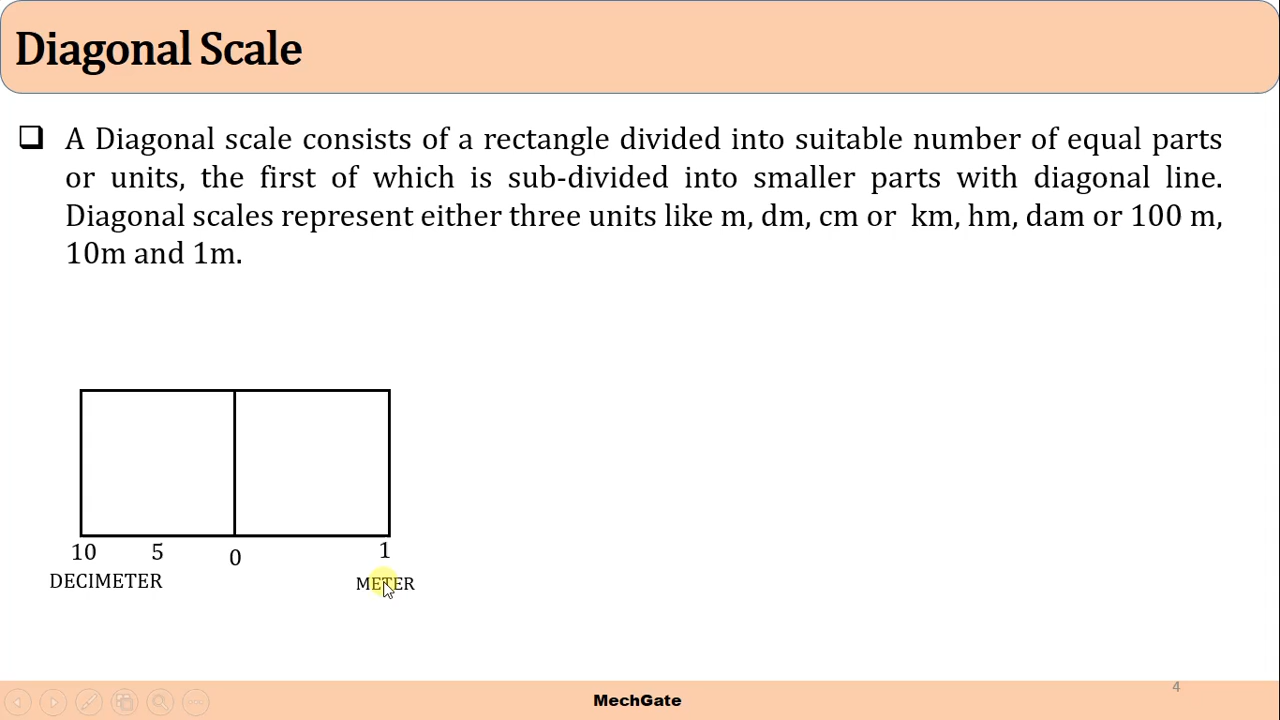 Diagonal Scale
A Diagonal scale consists of a rectangle divided into suitable number of equal parts
or units, the first of which is sub-divided into smaller parts with diagonal line.
Diagonal scales represent either three units like m, dm, cm or km, hm, dam or 100 m,
10m and 1m.
10 5 0 1
DECIMETER METER
MechGate
4